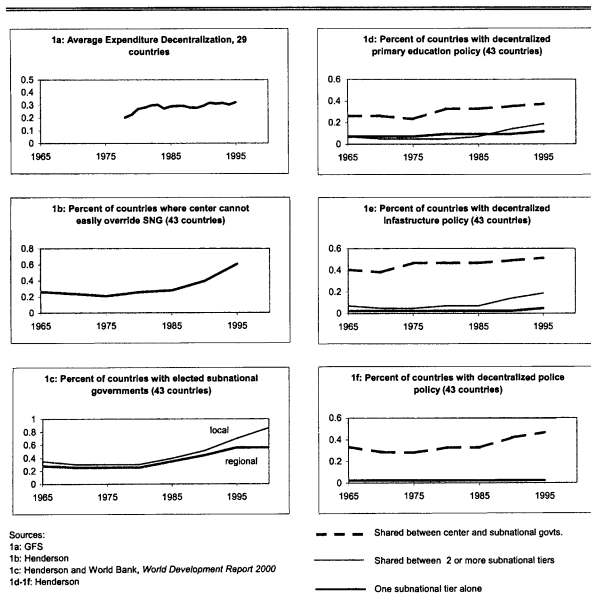 1a: Average Expenditure Decentralization, 29
countries
0.5
0.4
0.3
0.2
0.1
0
1965
1975
1985
1995
1d: Percent of countries with decentralized
primary education policy (43 countries)
0.6
0.4
0.2
0
1965
1975
1985
1995
1b: Percent of countries where center cannot
easily override SNG (43 countries)
0.8
0.6
0.4
0.2
0
1965
1975
1985
1995
1e: Percent of countries with decentralized
infastructure policy (43 countries)
0.6
0.4
0.2
0
1965
1975
1985
1995
1c: Percent of countries with elected subnational
governments (43 countries)
1
0.8
0.6
0.4
0.2
0
local
regional
1965
1975
1985
1995
1f: Percent of countries with decentralized police
policy (43 countries)
0.6
0.4
0.2
0
1965
1975
1985
1995
Sources:
1a: GFS
1b: Henderson
1c: Henderson and World Bank, World Development Report 2000
1d-1f: Henderson
Shared between center and subnational govts.
Shared between 2 or more subnational tiers
One subnational tier alone